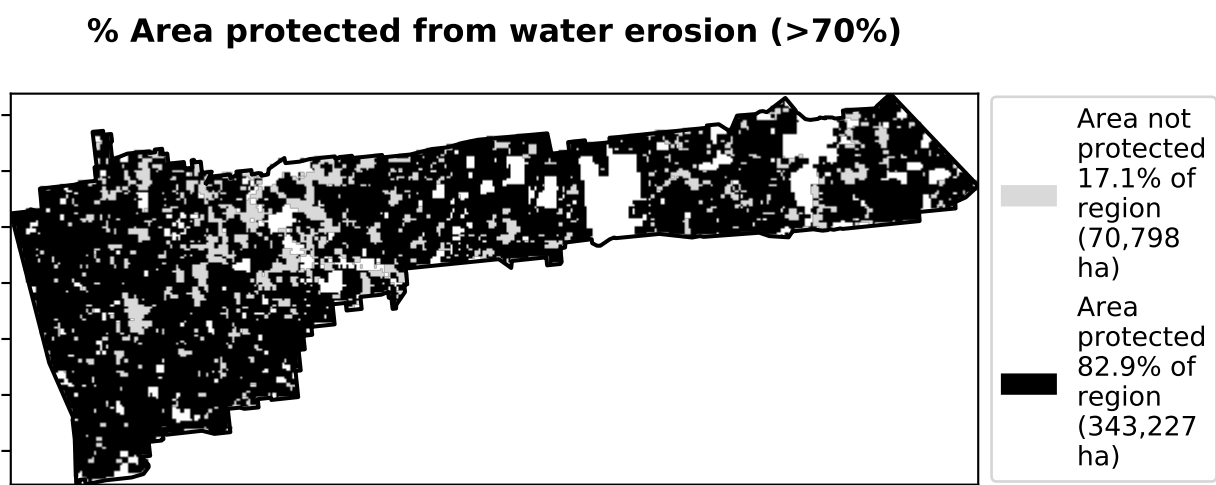 % Area protected from water erosion (>70%)
Area not
protected
17.1% of
region
(70,798
ha)
Area
protected
82.9% of
region
(343,227
ha)